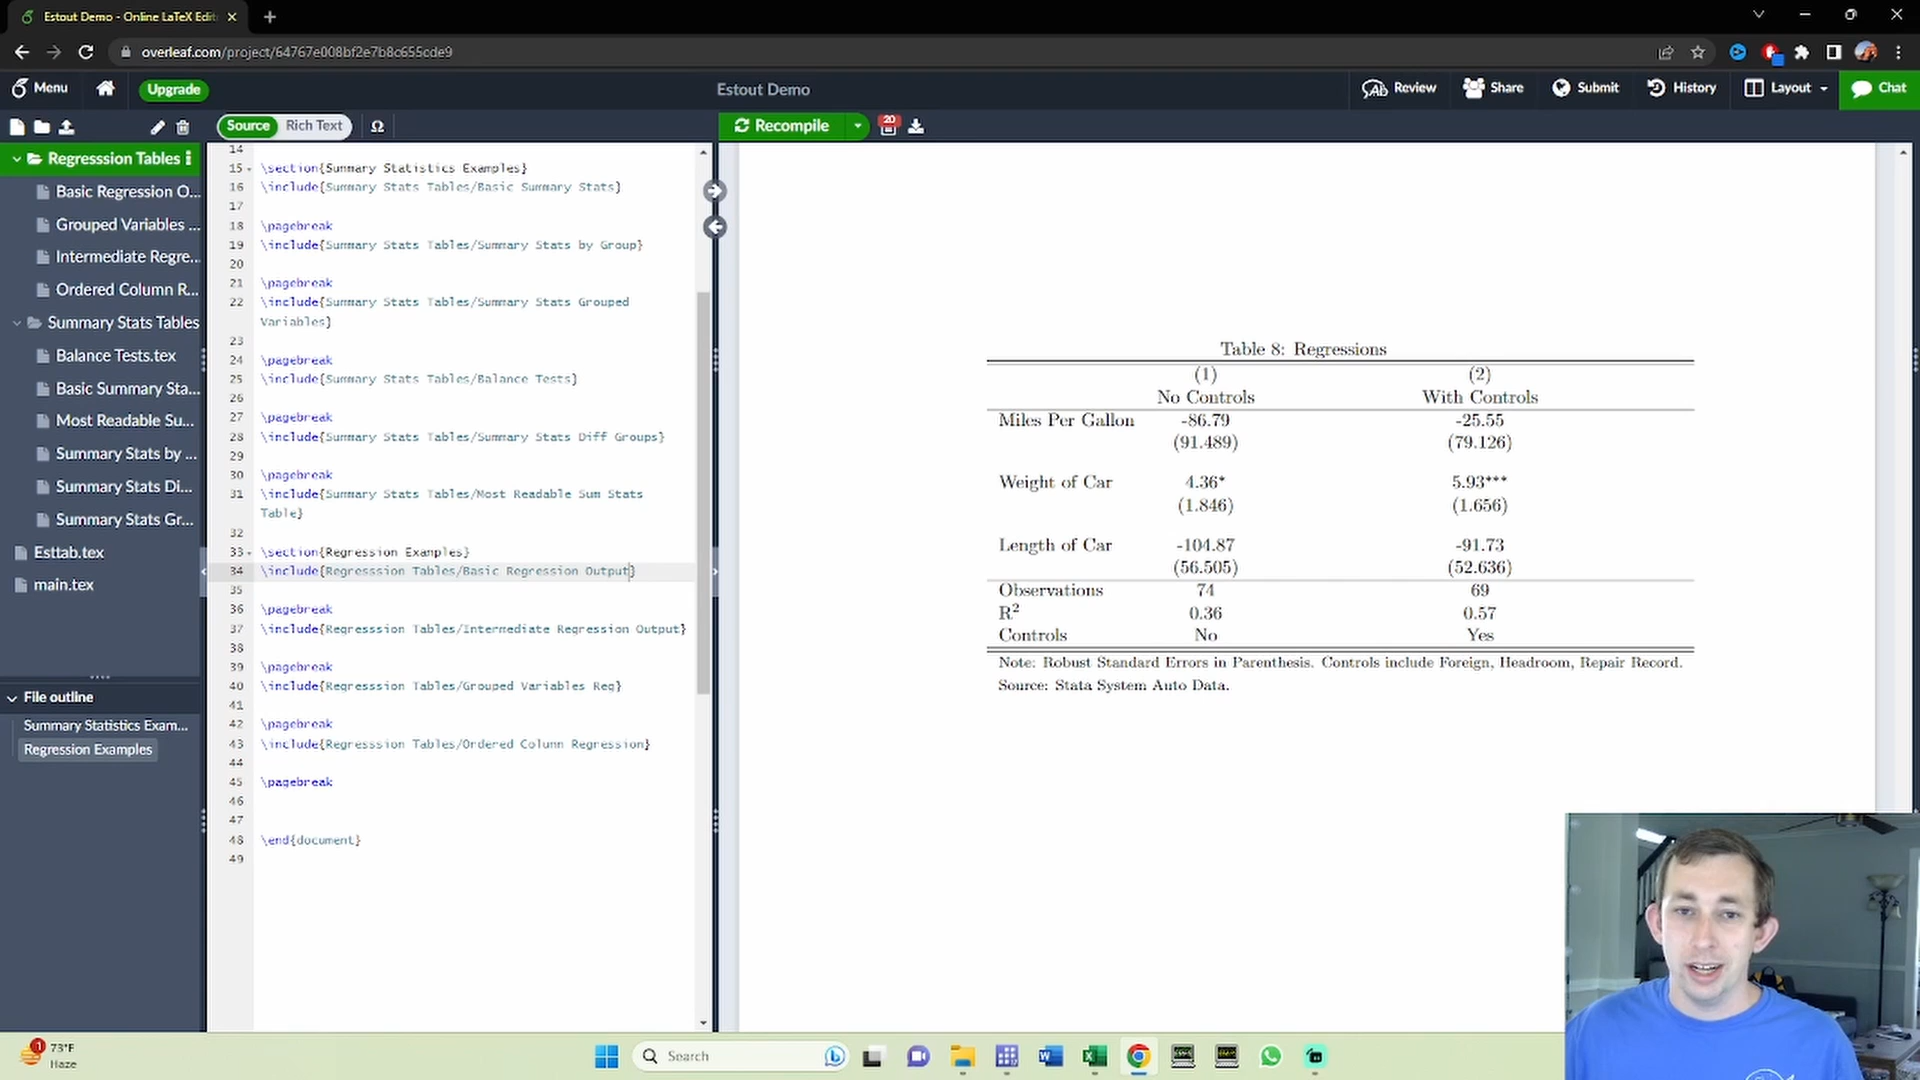 Estout Demo - Online LaTeX Edit
overleaf.com/project/64767e008bf2e7b8c655cde9
Menu
Upgrade
Estout Demo
Review
Share
Submit
History
Layout
Chat
Source
Rich Text
Ω
Recompile
20
Regresssion Tables
Basic Regression O...
Grouped Variables ...
Intermediate Regre...
Ordered Column R...
Summary Stats Tables
Balance Tests.tex
Basic Summary Sta...
Most Readable Su...
Summary Stats by ...
Summary Stats Di...
Summary Stats Gr...
Esttab.tex
main.tex
File outline
Summary Statistics Exam...
Regression Examples
14
15 \section{Summary Statistics Examples}
16 \include{Summary Stats Tables/Basic Summary Stats}
17
18 \pagebreak
19 \include{Summary Stats Tables/Summary Stats by Group}
20
21 \pagebreak
22 \include{Summary Stats Tables/Summary Stats Grouped
Variables}
23
24 \pagebreak
25 \include{Summary Stats Tables/Balance Tests}
26
27 \pagebreak
28 \include{Summary Stats Tables/Summary Stats Diff Groups}
29
30 \pagebreak
31 \include{Summary Stats Tables/Most Readable Sum Stats
Table}
32
33 \section{Regression Examples}
34 \include{Regresssion Tables/Basic Regression Output}
35
36 \pagebreak
37 \include{Regresssion Tables/Intermediate Regression Output}
38
39 \pagebreak
40 \include{Regresssion Tables/Grouped Variables Reg}
41
42 \pagebreak
43 \include{Regresssion Tables/Ordered Column Regression}
44
45 \pagebreak
46
47
48 \end{document}
49
Table 8: Regressions
(1) (2)
No Controls With Controls
Miles Per Gallon -86.79 -25.55
(91.489) (79.126)
Weight of Car 4.36* 5.93***
(1.846) (1.656)
Length of Car -104.87 -91.73
(56.505) (52.636)
Observations 74 69
R2 0.36 0.57
Controls No Yes
Note: Robust Standard Errors in Parenthesis. Controls include Foreign, Headroom, Repair Record.
Source: Stata System Auto Data.
1
73°F
Haze
Search